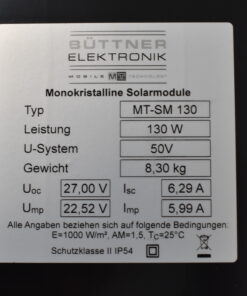 BÜTTNER
ELEKTRONIK
MOBILE MT TECHNOLOGY
Monokristalline Solarmodule
Typ MT-SM 130
Leistung 130 W
U-System 50V
Gewicht 8,30 kg
Uoc 27,00 V Isc 6,29 A
Ump 22,52 V Imp 5,99 A
Alle Angaben beziehen sich auf folgende Bedingungen:
E=1000 W/m², AM=1,5, Tc=25°C
Schutzklasse II IP54